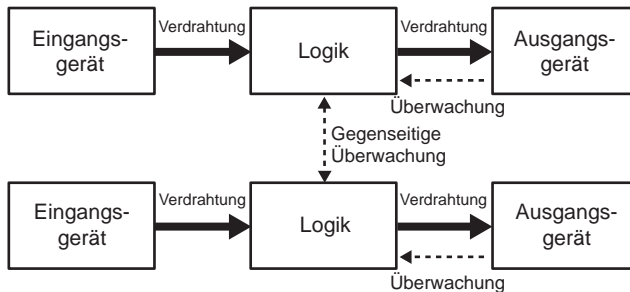 Verdrahtung
Verdrahtung
Eingangs-
gerät
Logik
Ausgangs-
gerät
Überwachung
Gegenseitige
Überwachung
Verdrahtung
Verdrahtung
Eingangs-
gerät
Logik
Ausgangs-
gerät
Überwachung